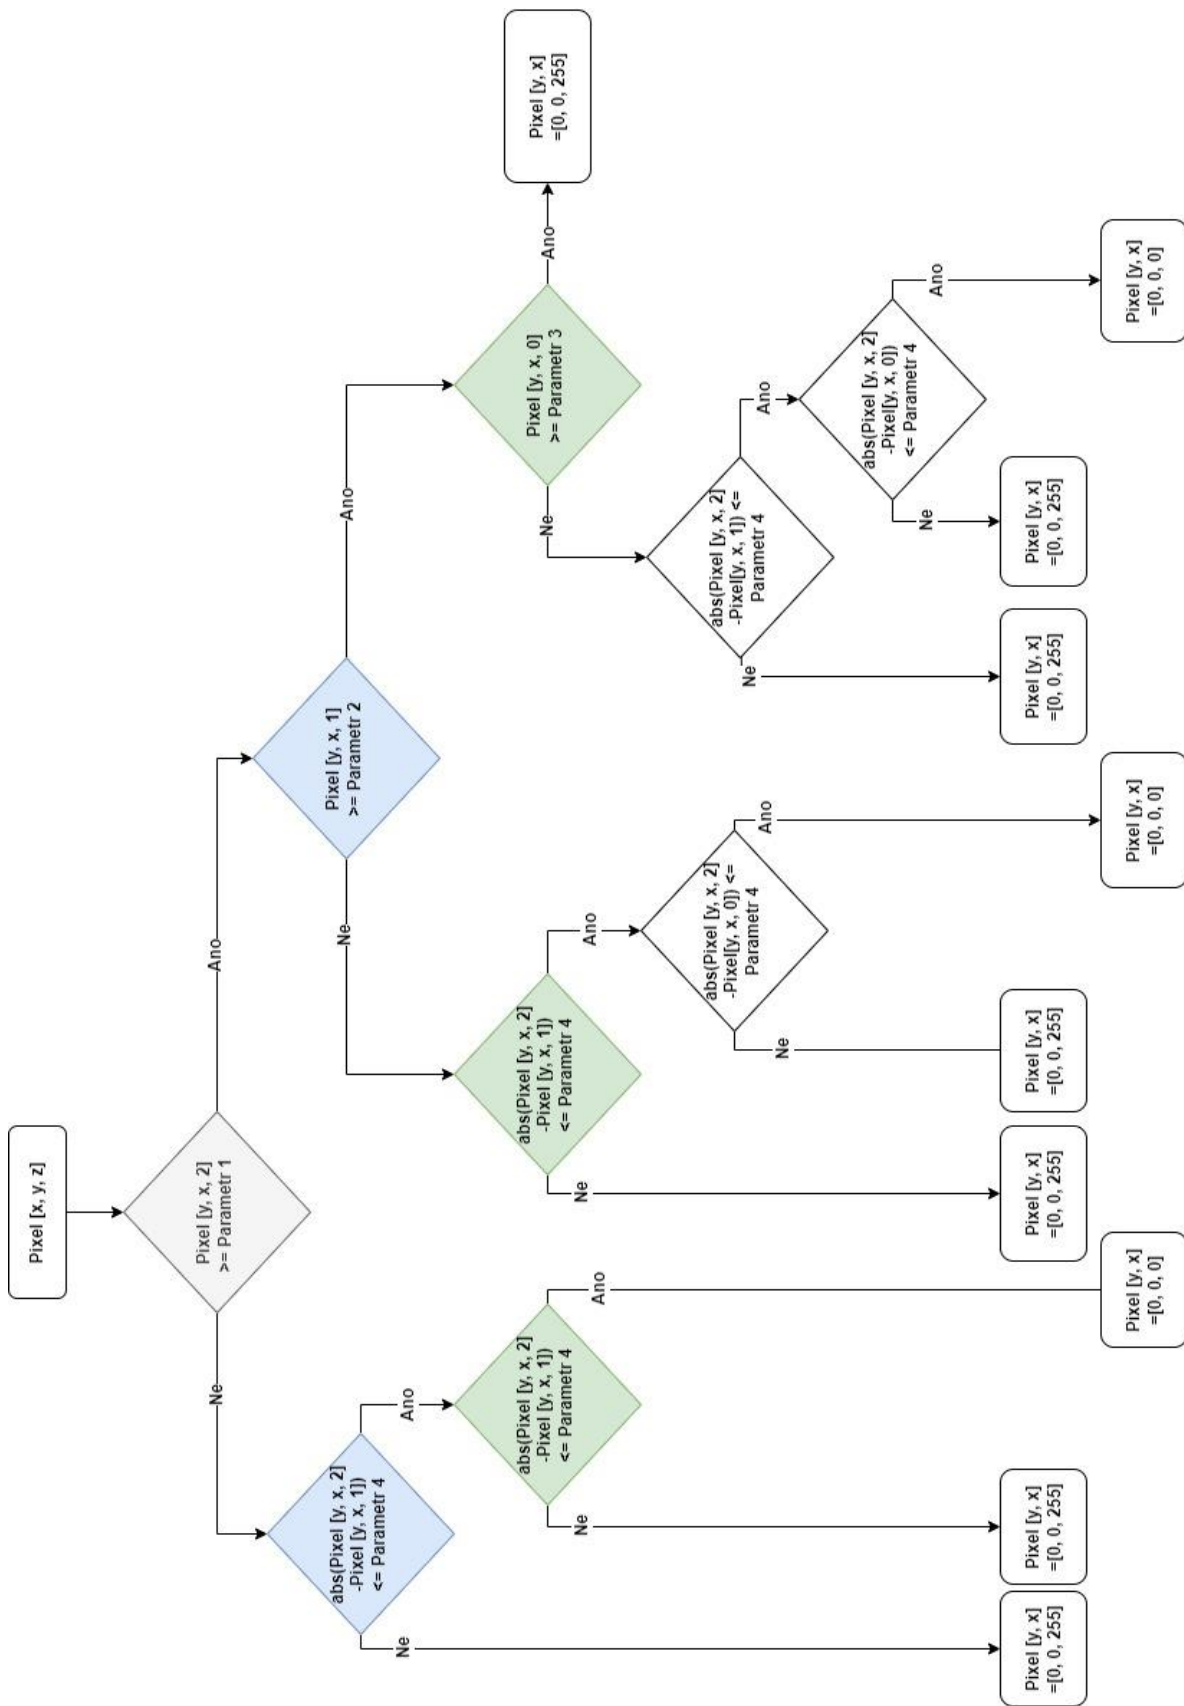 Pixel [x, y, z]
Pixel [y, x, 2]
>= Parametr 1
Ne
Ano
abs(Pixel [y, x, 2]
-Pixel [y, x, 1])
<= Parametr 4
Pixel [y, x, 1]
>= Parametr 2
Ne
Ano
Ne
Ano
abs(Pixel [y, x, 2]
-Pixel [y, x, 1])
<= Parametr 4
abs(Pixel [y, x, 2]
-Pixel [y, x, 1])
<= Parametr 4
Pixel [y, x, 0]
>= Parametr 3
Ano
Pixel [y, x]
=[0, 0, 255]
Ne
Ano
Ne
Ano
Ne
abs(Pixel [y, x, 2]
-Pixel[y, x, 0]) <=
Parametr 4
abs(Pixel [y, x, 2]
-Pixel[y, x, 1]) <=
Parametr 4
Ne
Ano
Ne
Ano
abs(Pixel [y, x, 2]
-Pixel[y, x, 0])
<= Parametr 4
Ne
Ano
Pixel [y, x]
=[0, 0, 255]
Pixel [y, x]
=[0, 0, 255]
Pixel [y, x]
=[0, 0, 255]
Pixel [y, x]
=[0, 0, 255]
Pixel [y, x]
=[0, 0, 255]
Pixel [y, x]
=[0, 0, 255]
Pixel [y, x]
=[0, 0, 0]
Pixel [y, x]
=[0, 0, 0]
Pixel [y, x]
=[0, 0, 0]